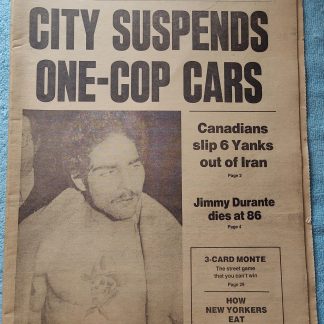 CITY SUSPENDS
ONE-COP CARS
Canadians
slip 6 Yanks
out of Iran
Page 3
Jimmy Durante
dies at 86
Page 4
3-CARD MONTE
The street game
that you can't win
Page 25
HOW
NEW YORKERS
EAT